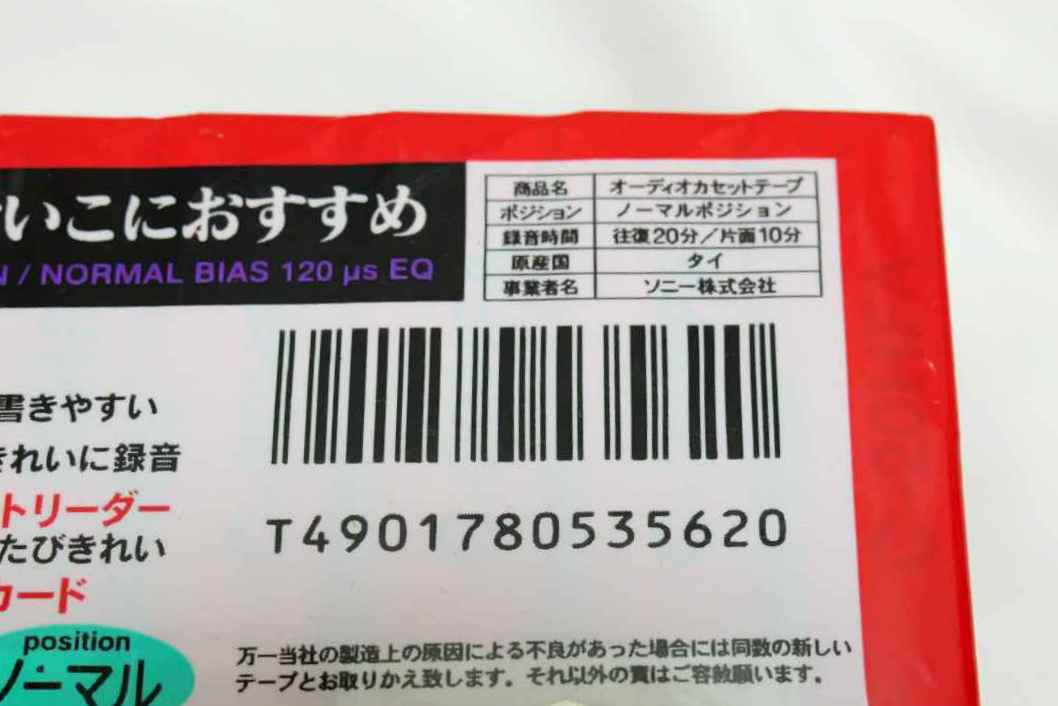 いこにおすすめ
N / NORMAL BIAS 120 μs EQ
商品名 オーディオカセットテープ
ポジション ノーマルポジション
録音時間 往復20分／片面10分
原産国 タイ
事業者名 ソニー株式会社
書きやすい
きれいに録音
トリーダー
たびきれい
カード
T4901780535620
position
ノーマル
万一当社の製造上の原因による不良があった場合には同数の新しい
テープとお取りかえ致します。それ以外の責はご容赦願います。